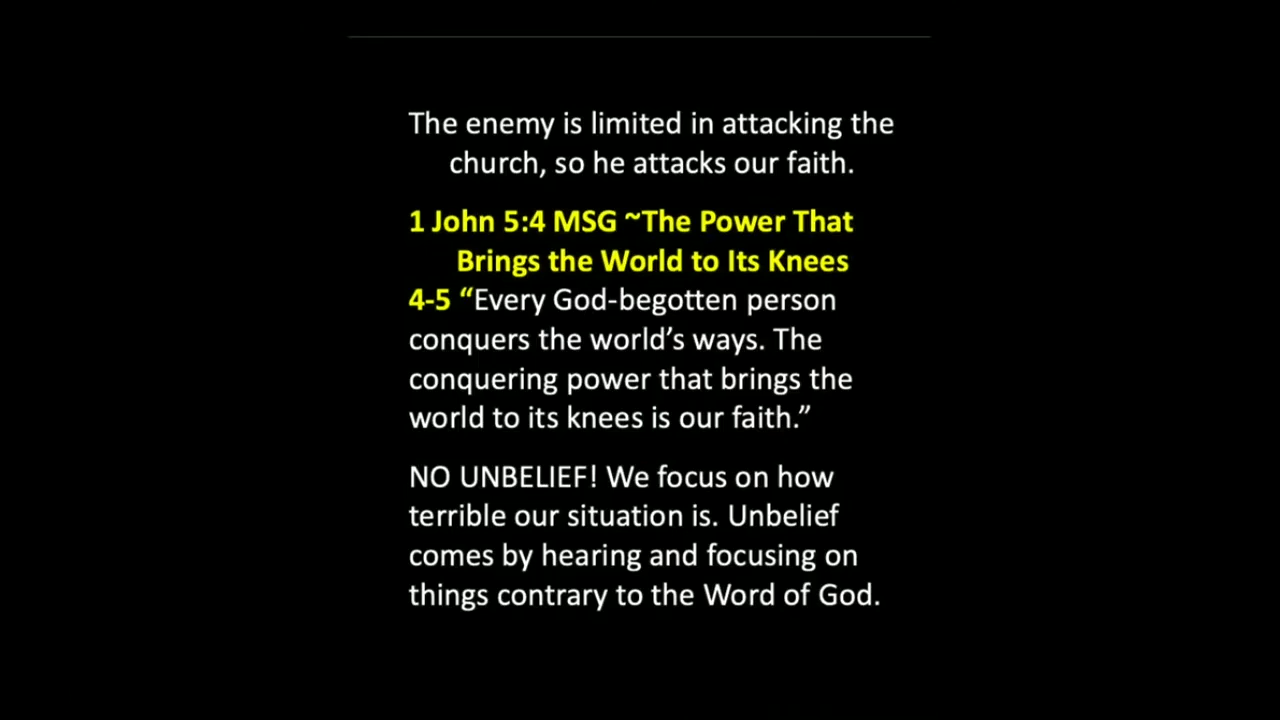 The enemy is limited in attacking the
church, so he attacks our faith.
1 John 5:4 MSG ~The Power That
Brings the World to Its Knees
4-5 “Every God-begotten person
conquers the world’s ways. The
conquering power that brings the
world to its knees is our faith.”
NO UNBELIEF! We focus on how
terrible our situation is. Unbelief
comes by hearing and focusing on
things contrary to the Word of God.